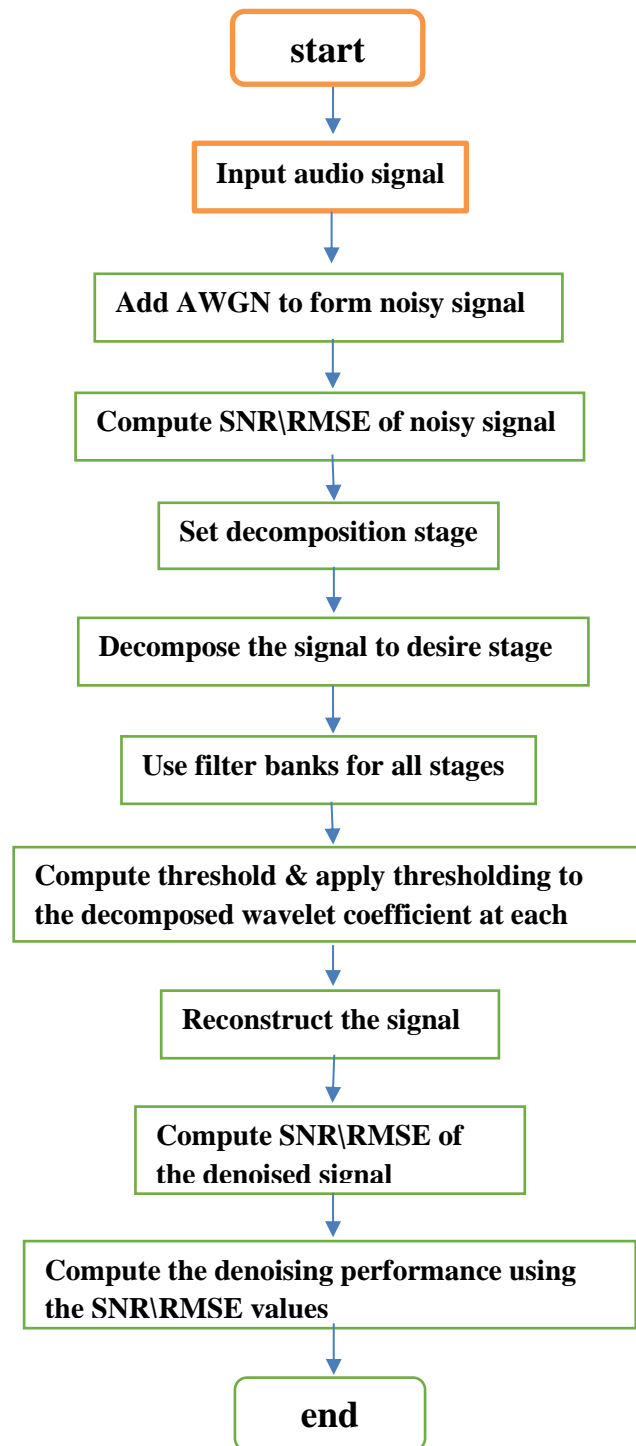 start
Input audio signal
Add AWGN to form noisy signal
Compute SNR\RMSE of noisy signal
Set decomposition stage
Decompose the signal to desire stage
Use filter banks for all stages
Compute threshold & apply thresholding to
the decomposed wavelet coefficient at each
Reconstruct the signal
Compute SNR\RMSE of
the denoised signal
Compute the denoising performance using
the SNR\RMSE values
end